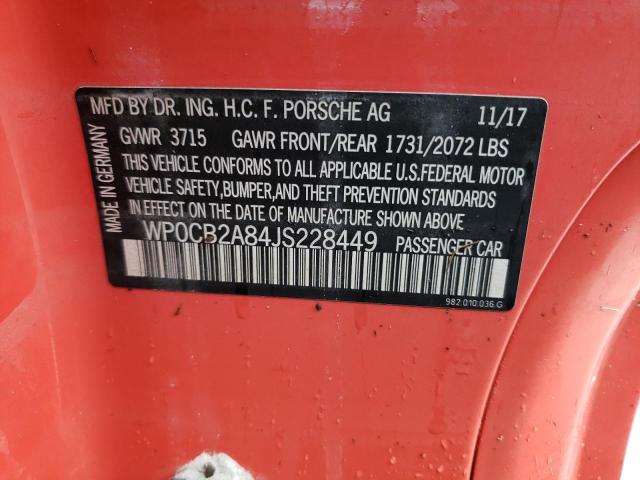 MFD BY DR. ING. H.C. F. PORSCHE AG 11/17
GVWR 3715 GAWR FRONT/REAR 1731/2072 LBS
THIS VEHICLE CONFORMS TO ALL APPLICABLE U.S.FEDERAL MOTOR
VEHICLE SAFETY,BUMPER,AND THEFT PREVENTION STANDARDS
IN EFFECT ON THE DATE OF MANUFACTURE SHOWN ABOVE
WP0CB2A84JS228449 PASSENGER CAR
982.010.036.G
MADE IN GERMANY